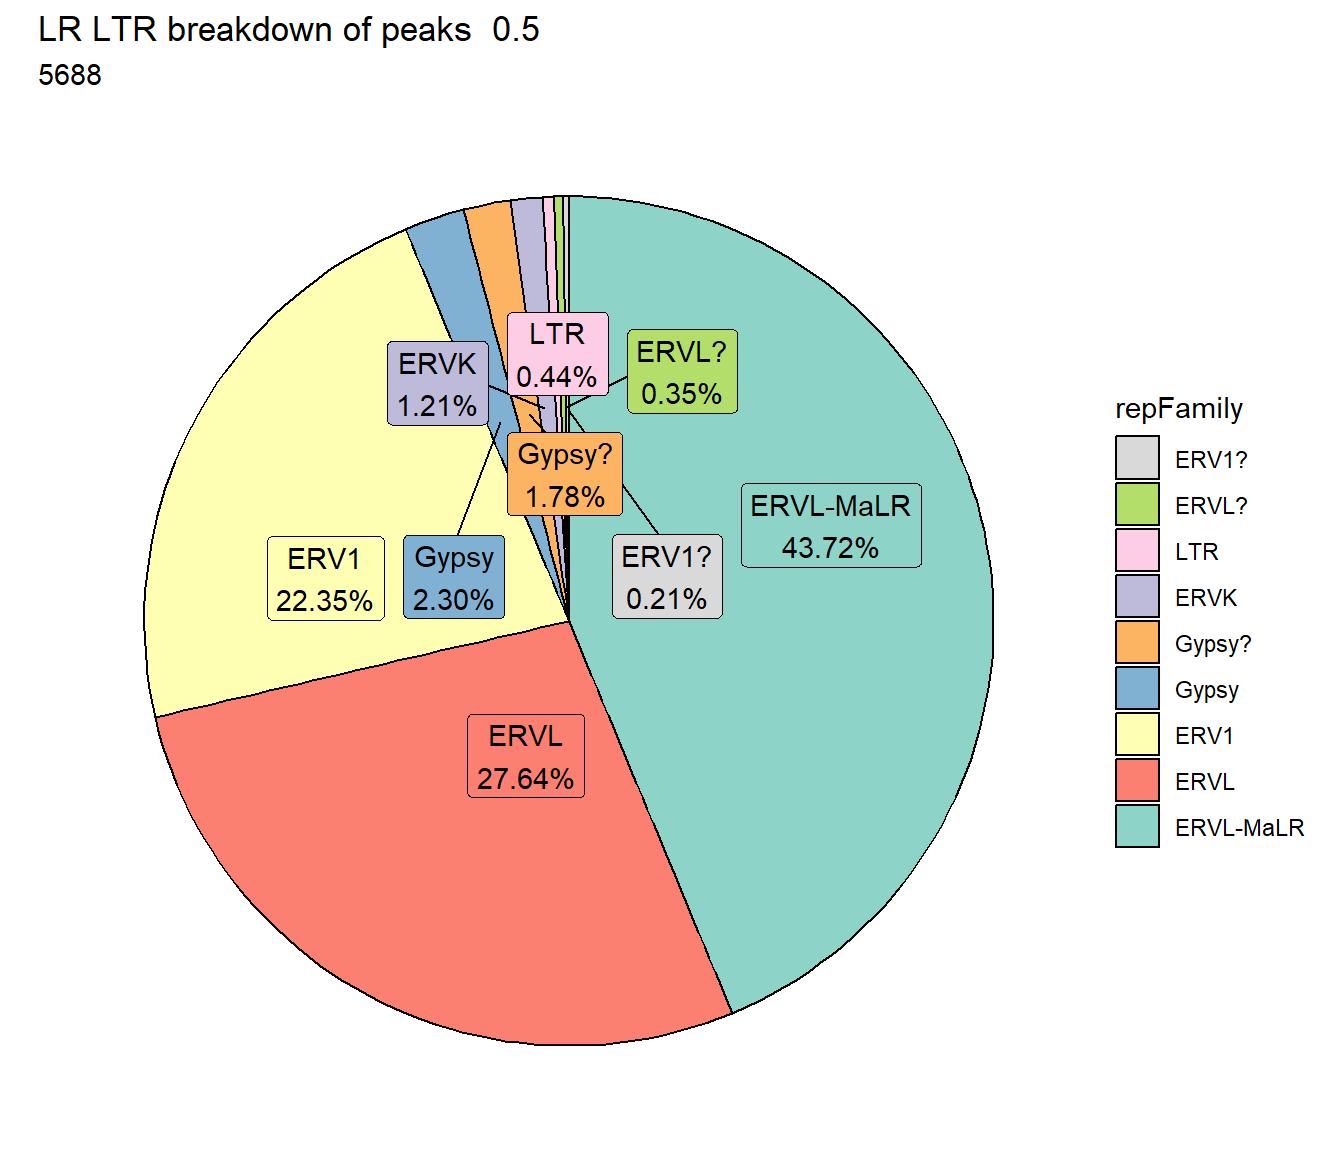 LR LTR breakdown of peaks  0.5
5688
LTR
0.44%
ERVL?
0.35%
ERVK
1.21%
Gypsy?
1.78%
ERVL-MaLR
43.72%
ERV1
22.35%
Gypsy
2.30%
ERV1?
0.21%
ERVL
27.64%
repFamily
ERV1?
ERVL?
LTR
ERVK
Gypsy?
Gypsy
ERV1
ERVL
ERVL-MaLR